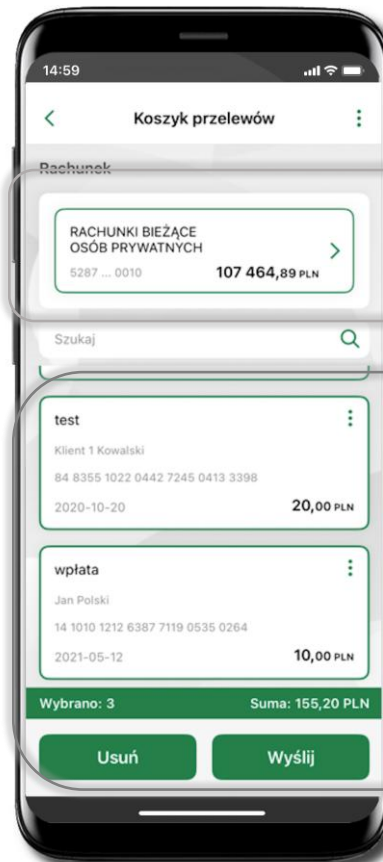 14:59
Koszyk przelewów
Rachunek
RACHUNKI BIEŻĄCE
OSÓB PRYWATNYCH
5287 ... 0010 107 464,89 PLN
Szukaj
test
Klient 1 Kowalski
84 8355 1022 0442 7245 0413 3398
2020-10-20 20,00 PLN
wpłata
Jan Polski
14 1010 1212 6387 7119 0535 0264
2021-05-12 10,00 PLN
Wybrano: 3 Suma: 155,20 PLN
Usuń Wyślij